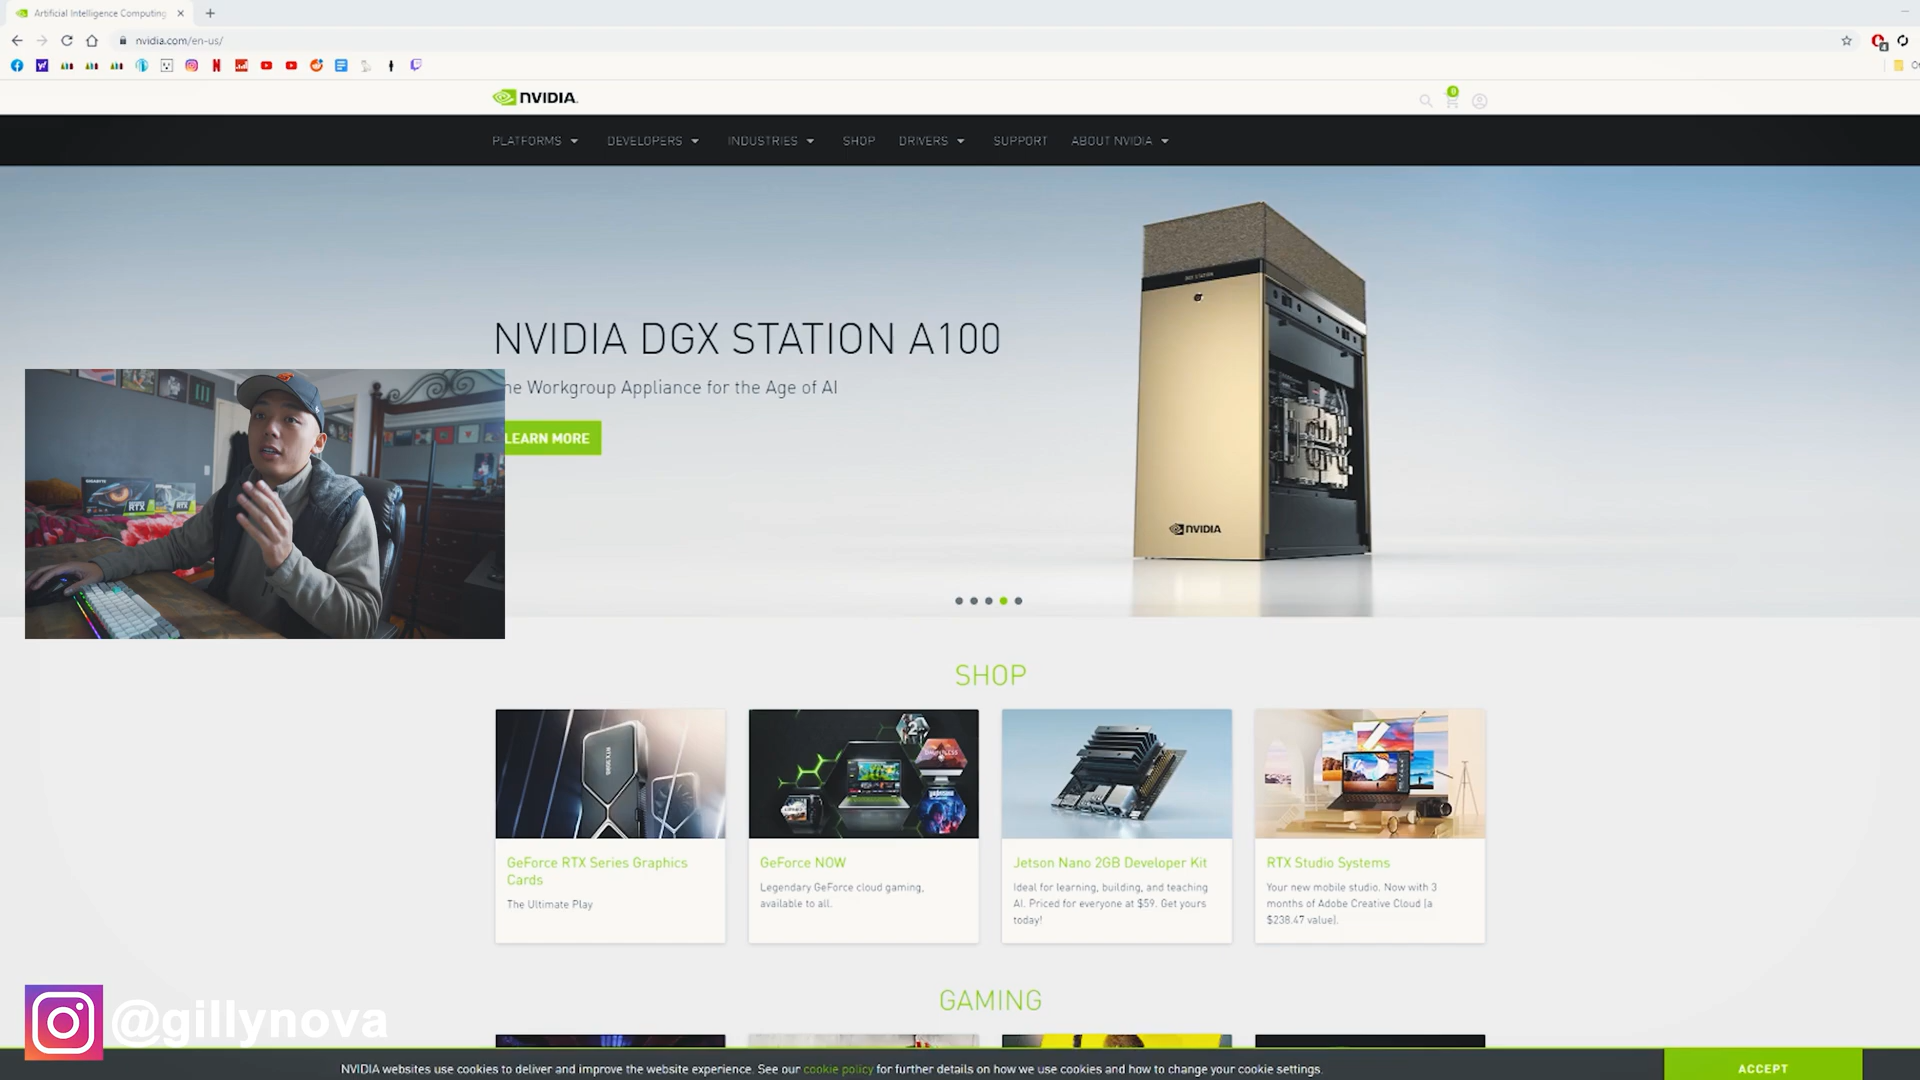 Artificial Intelligence Computing
nvidia.com/en-us/
NVIDIA.
0
PLATFORMS
DEVELOPERS
INDUSTRIES
SHOP
DRIVERS
SUPPORT
ABOUT NVIDIA
NVIDIA DGX STATION A100
he Workgroup Appliance for the Age of AI
LEARN MORE
DGX STATION
NVIDIA
GIGABYTE
RTX
RTX
SHOP
GeForce RTX Series Graphics
Cards
The Ultimate Play
GeForce NOW
Legendary GeForce cloud gaming,
available to all.
Jetson Nano 2GB Developer Kit
Ideal for learning, building, and teaching
AI. Priced for everyone at $59. Get yours
today!
RTX Studio Systems
Your new mobile studio. Now with 3
months of Adobe Creative Cloud (a
$238.47 value).
GAMING
@gillynova
NVIDIA websites use cookies to deliver and improve the website experience. See our cookie policy for further details on how we use cookies and how to change your cookie settings.
ACCEPT